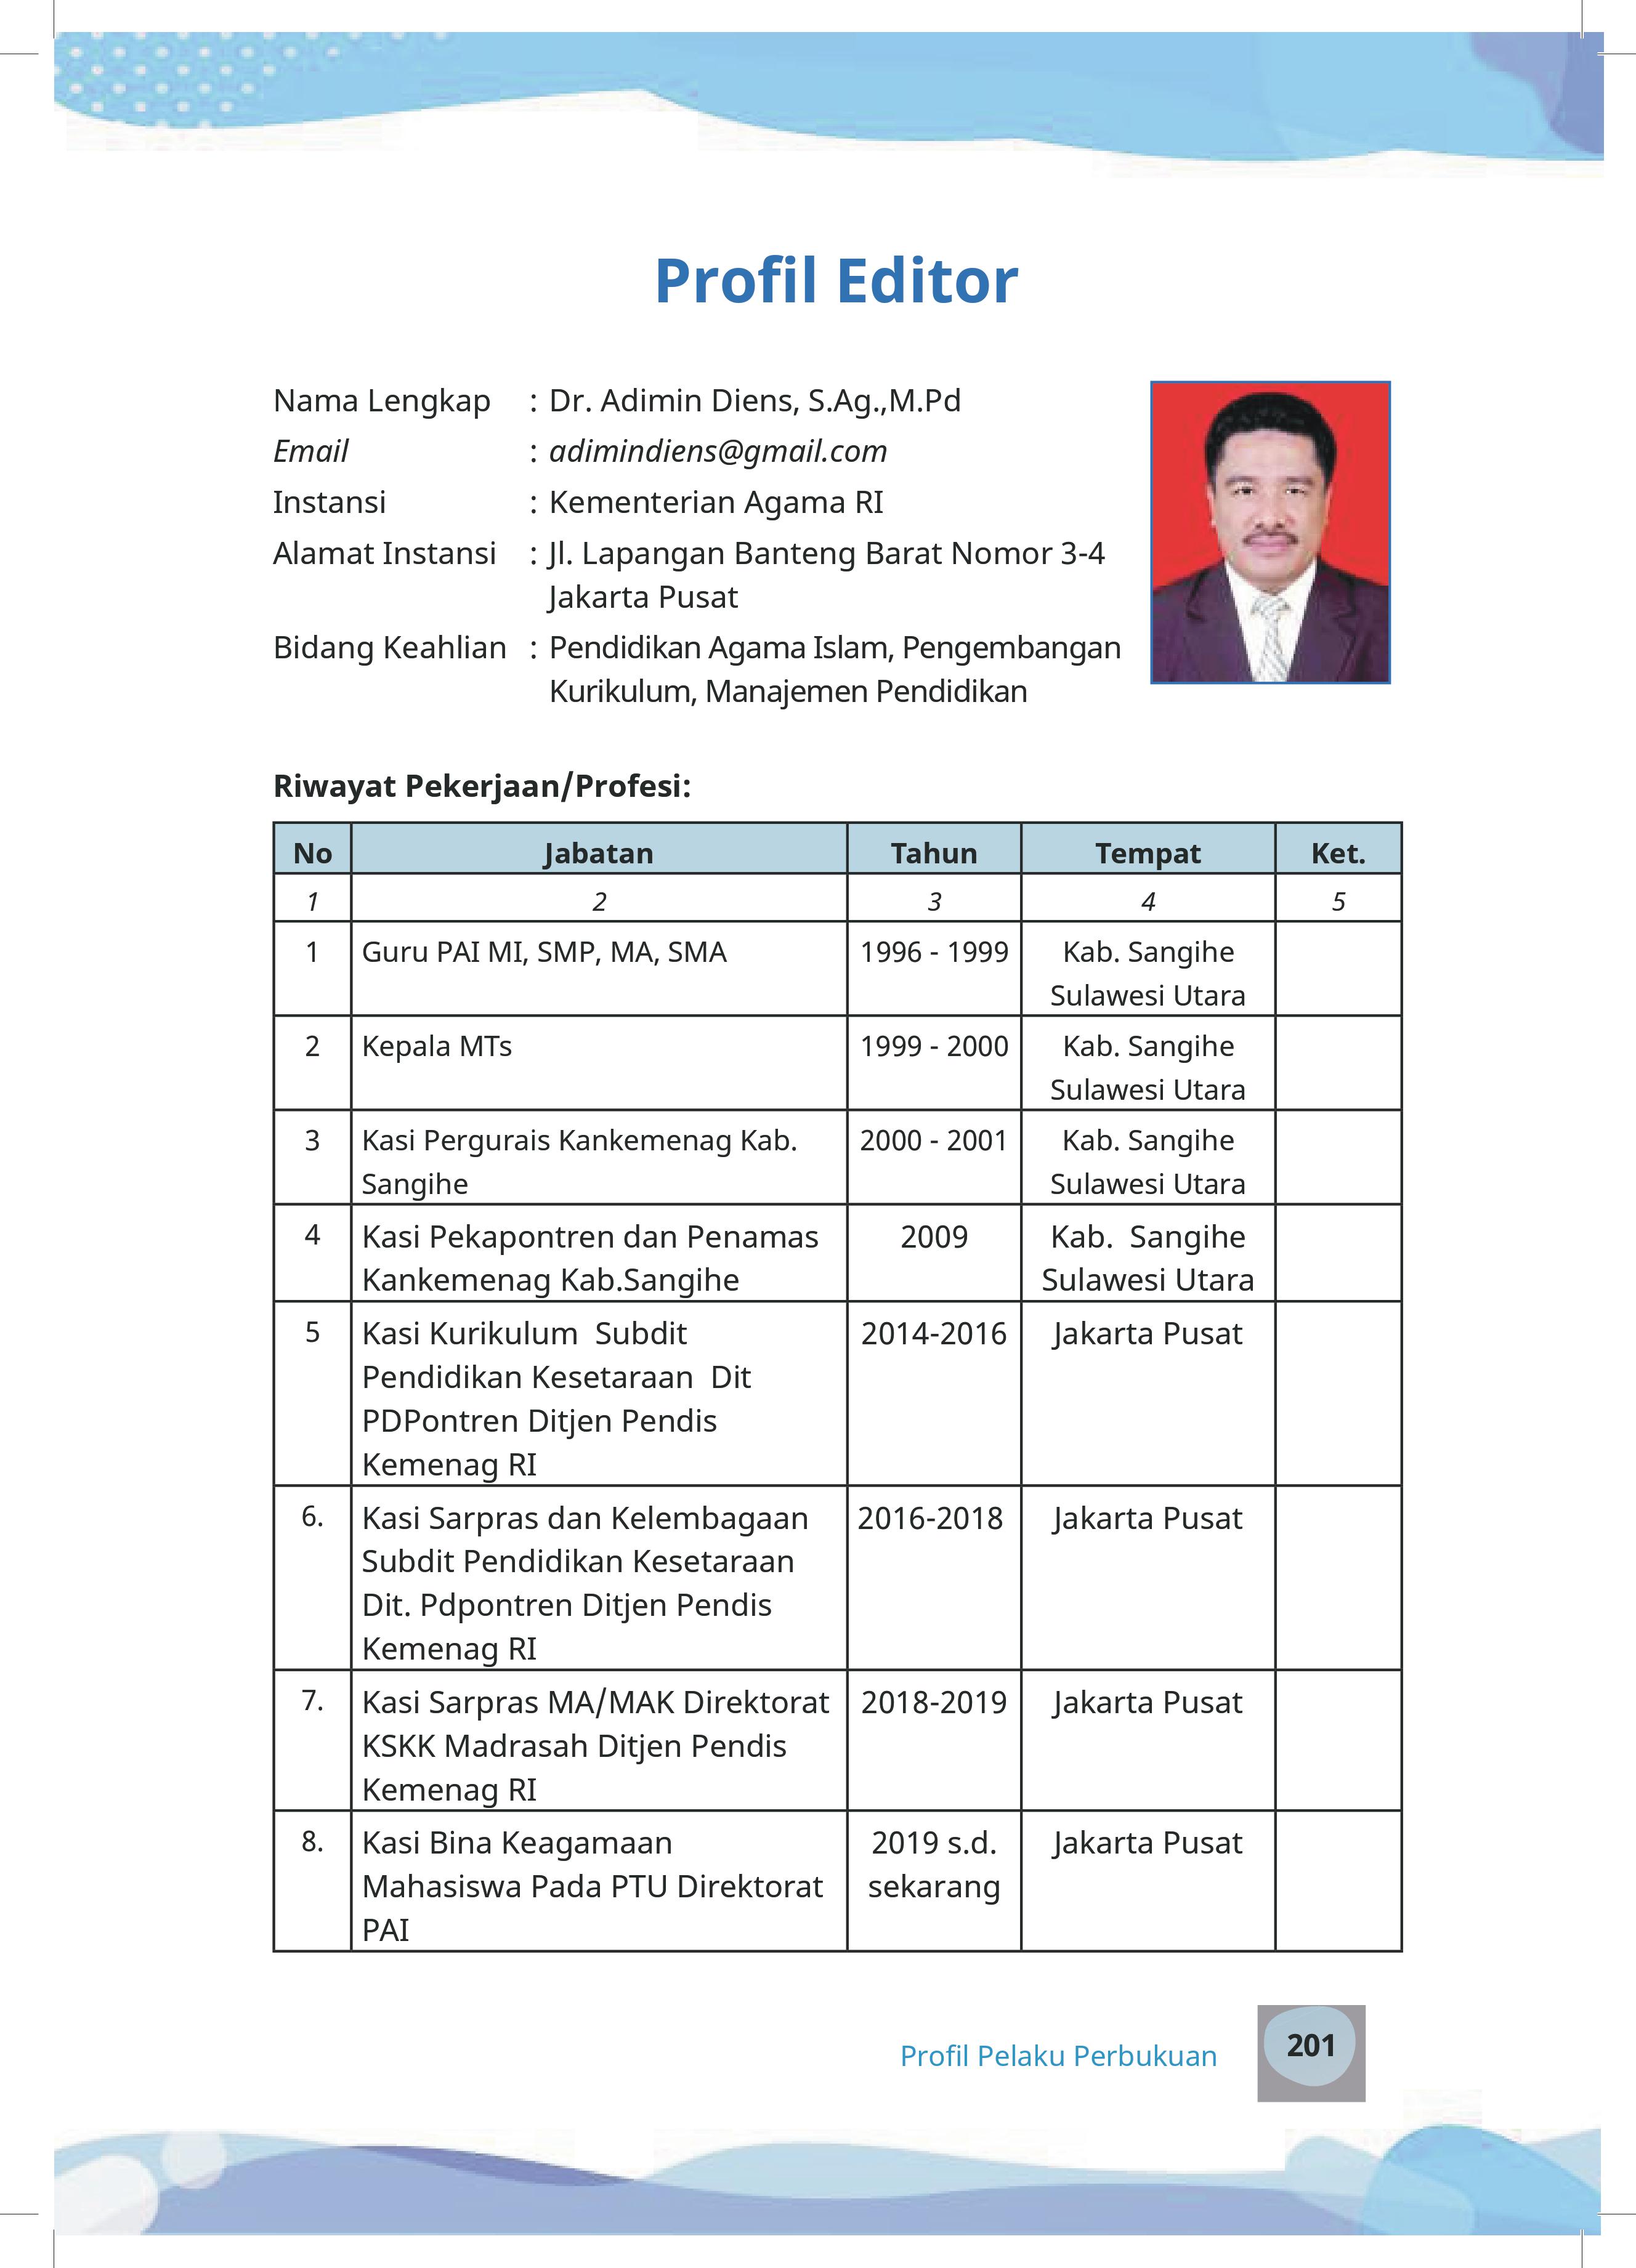 Profil Editor
Nama Lengkap : Dr. Adimin Diens, S.Ag.,M.Pd
Email : adimindiens@gmail.com
Instansi : Kementerian Agama RI
Alamat Instansi : Jl. Lapangan Banteng Barat Nomor 3-4
Jakarta Pusat
Bidang Keahlian : Pendidikan Agama Islam, Pengembangan
Kurikulum, Manajemen Pendidikan
Riwayat Pekerjaan/Profesi:
No Jabatan Tahun Tempat Ket.
1 2 3 4 5
1 Guru PAI MI, SMP, MA, SMA 1996 - 1999 Kab. Sangihe
Sulawesi Utara
2 Kepala MTs 1999 - 2000 Kab. Sangihe
Sulawesi Utara
3 Kasi Pergurais Kankemenag Kab. 2000 - 2001 Kab. Sangihe
Sangihe Sulawesi Utara
4 Kasi Pekapontren dan Penamas 2009 Kab. Sangihe
Kankemenag Kab.Sangihe Sulawesi Utara
5 Kasi Kurikulum Subdit 2014-2016 Jakarta Pusat
Pendidikan Kesetaraan Dit
PDPontren Ditjen Pendis
Kemenag RI
6. Kasi Sarpras dan Kelembagaan 2016-2018 Jakarta Pusat
Subdit Pendidikan Kesetaraan
Dit. Pdpontren Ditjen Pendis
Kemenag RI
7. Kasi Sarpras MA/MAK Direktorat 2018-2019 Jakarta Pusat
KSKK Madrasah Ditjen Pendis
Kemenag RI
8. Kasi Bina Keagamaan 2019 s.d. Jakarta Pusat
Mahasiswa Pada PTU Direktorat sekarang
PAI
Profil Pelaku Perbukuan 201